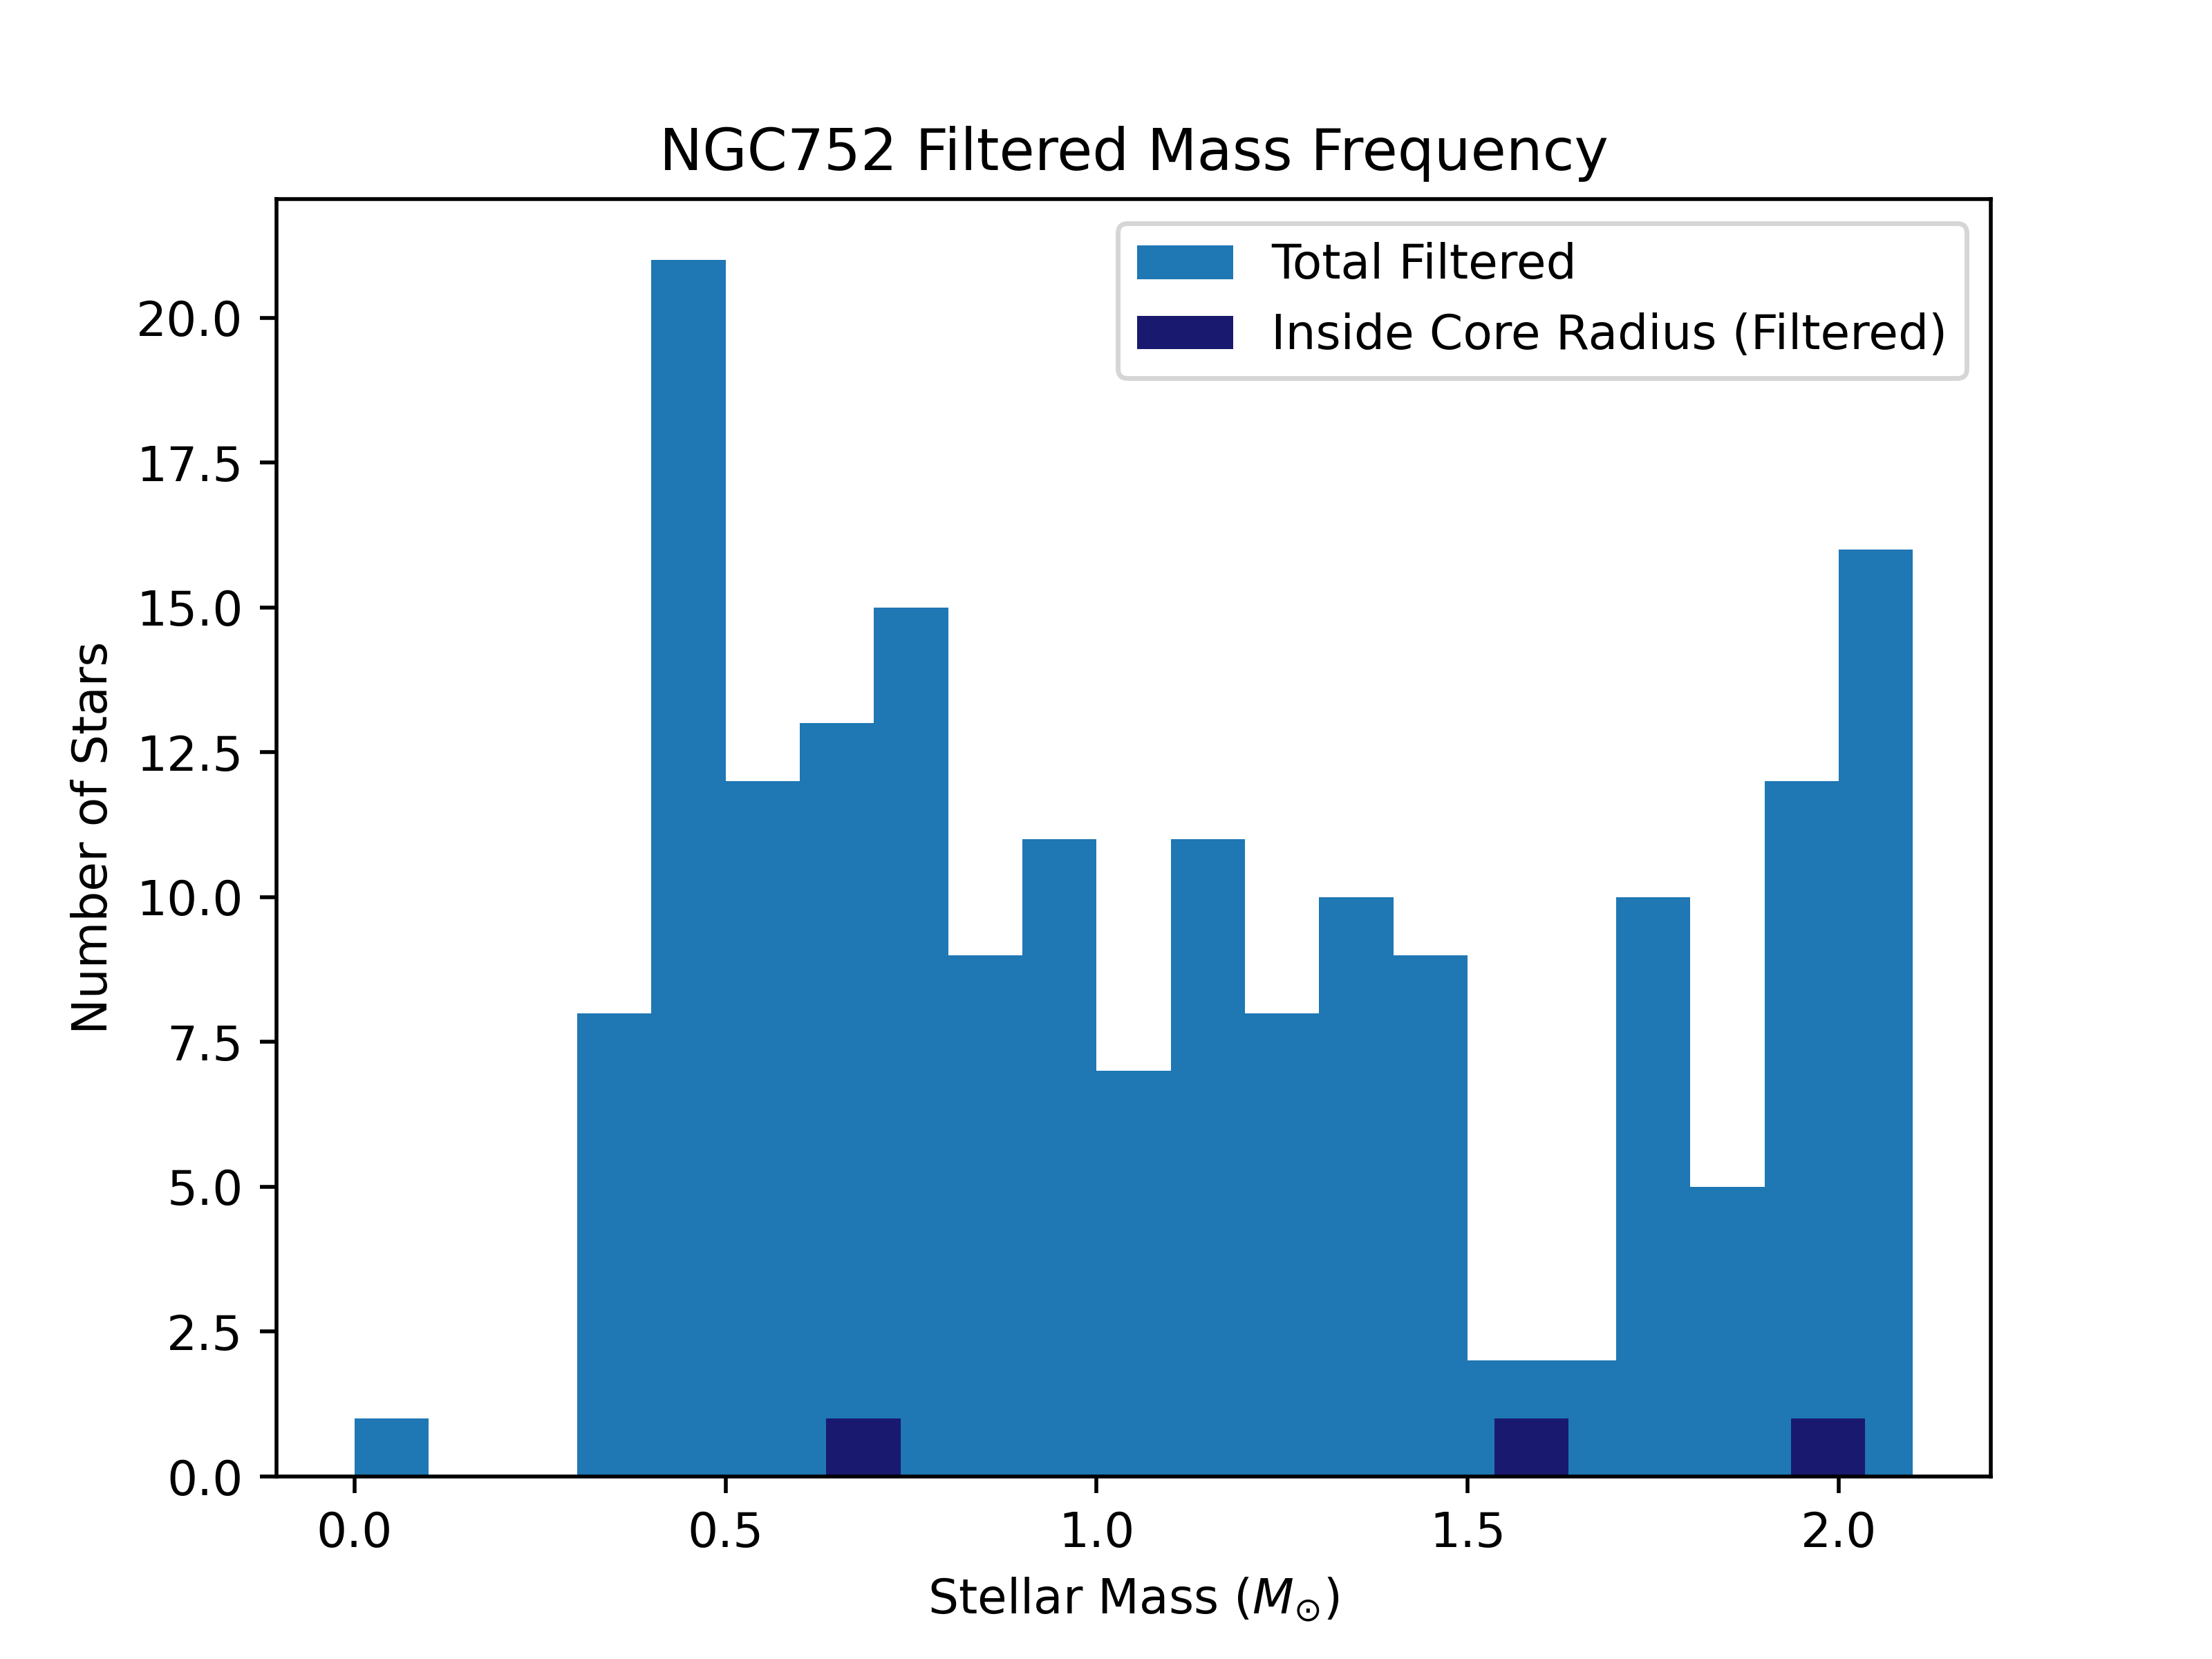 NGC752 Filtered Mass Frequency
Total Filtered
Inside Core Radius (Filtered)
20.0
17.5
15.0
12.5
10.0
7.5
5.0
2.5
0.0
Number of Stars
0.0 0.5 1.0 1.5 2.0
Stellar Mass (M⊙)